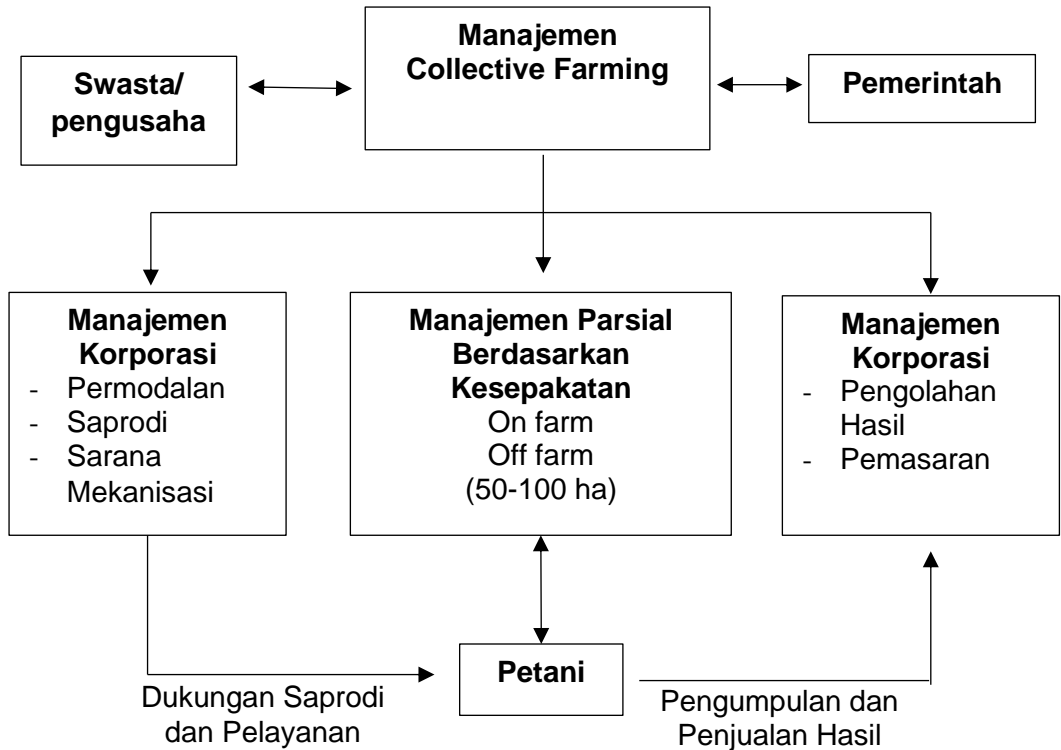 Manajemen
Collective Farming
Swasta/
pengusaha
Pemerintah
Manajemen
Korporasi
- Permodalan
- Saprodi
- Sarana
Mekanisasi
Manajemen Parsial
Berdasarkan
Kesepakatan
On farm
Off farm
(50-100 ha)
Manajemen
Korporasi
- Pengolahan
Hasil
- Pemasaran
Petani
Dukungan Saprodi
dan Pelayanan
Pengumpulan dan
Penjualan Hasil